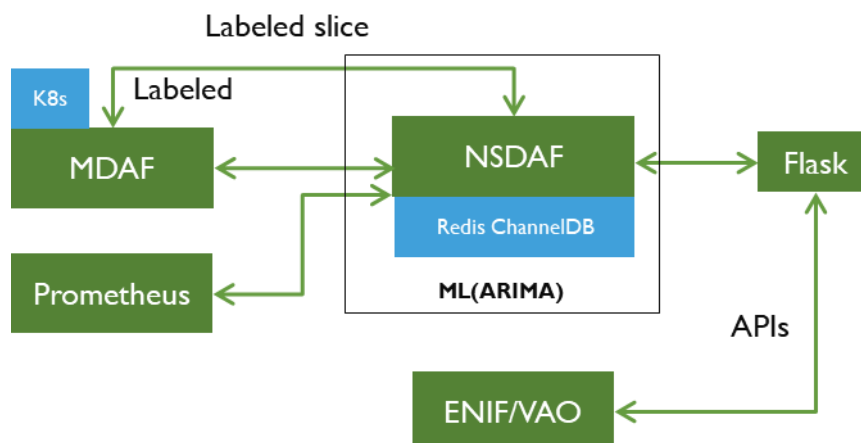 Labeled slice
K8s
Labeled
MDAF
NSDAF
Flask
Redis ChannelDB
Prometheus
ML(ARIMA)
APIs
ENIF/VAO